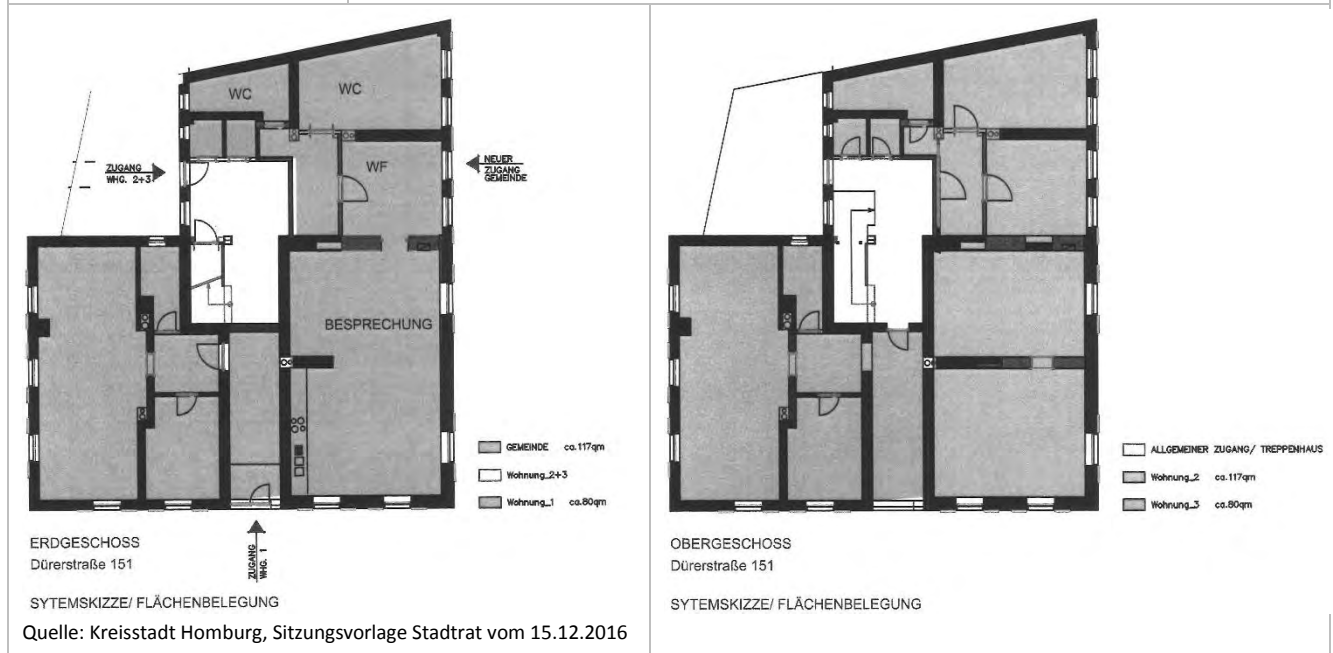 WC
WC
ZUGANG
WHG. 2+3
WF
NEUER
ZUGANG
GEMEINDE
BESPRECHUNG
GEMEINDE ca.117qm
Wohnung_2+3
Wohnung_1 ca.80qm
ZUGANG
WHG. 1
ERDGESCHOSS
Dürerstraße 151
SYTEMSKIZZE/ FLÄCHENBELEGUNG
Quelle: Kreisstadt Homburg, Sitzungsvorlage Stadtrat vom 15.12.2016
ALLGEMEINER ZUGANG/ TREPPENHAUS
Wohnung_2 ca.117qm
Wohnung_3 ca.80qm
OBERGESCHOSS
Dürerstraße 151
SYTEMSKIZZE/ FLÄCHENBELEGUNG